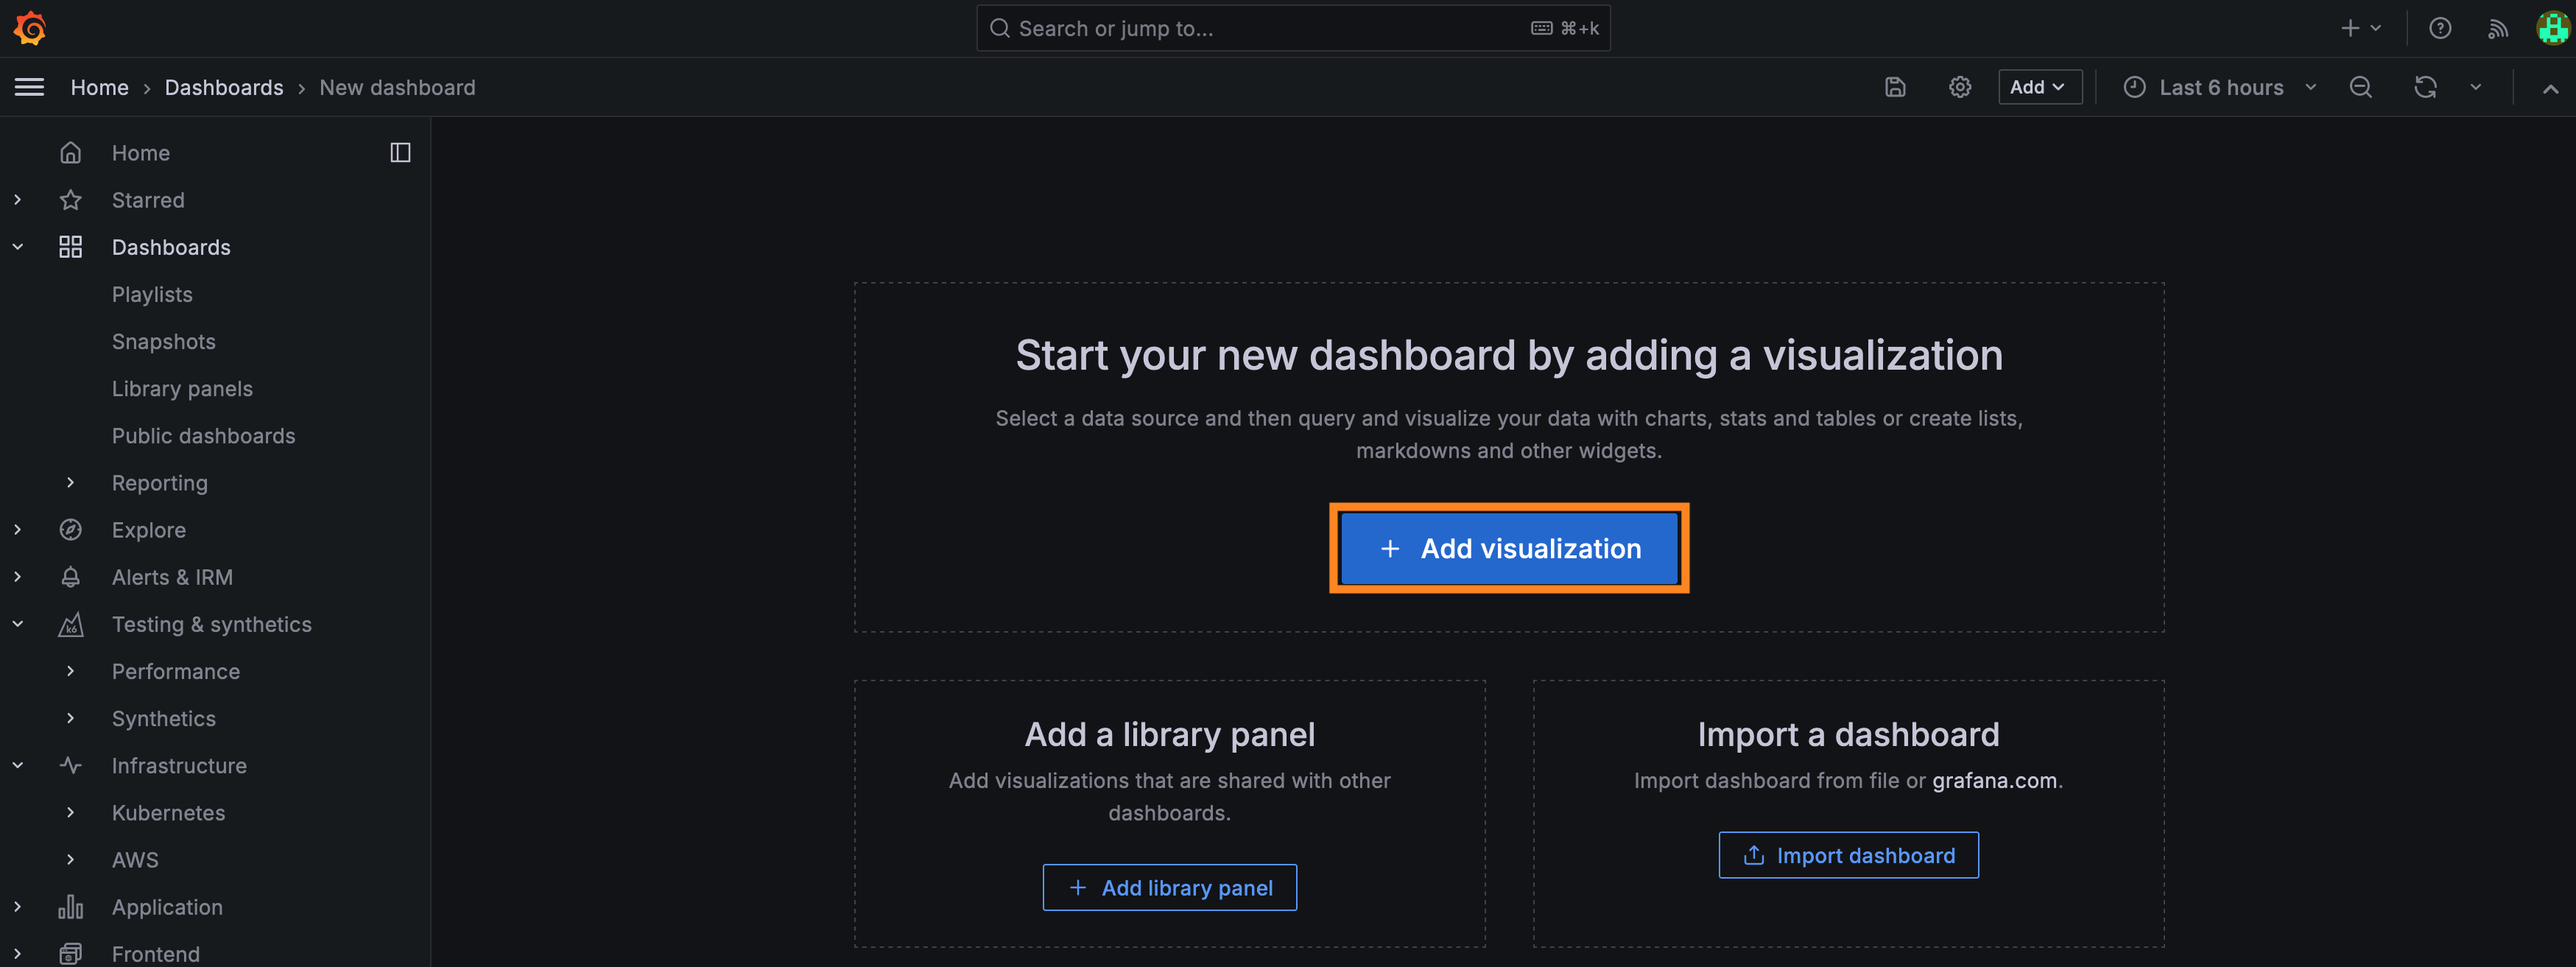 Search or jump to...
⌘+k
Home › Dashboards › New dashboard
Add
Last 6 hours
Home
Starred
Dashboards
Playlists
Snapshots
Library panels
Public dashboards
Reporting
Explore
Alerts & IRM
Testing & synthetics
k6
Performance
Synthetics
Infrastructure
Kubernetes
AWS
Application
Frontend
Start your new dashboard by adding a visualization
Select a data source and then query and visualize your data with charts, stats and tables or create lists,
markdowns and other widgets.
+ Add visualization
Add a library panel
Add visualizations that are shared with other
dashboards.
+ Add library panel
Import a dashboard
Import dashboard from file or grafana.com.
Import dashboard